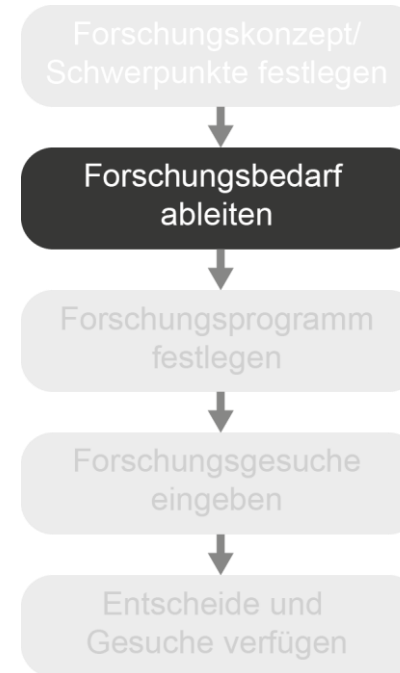 Forschungskonzept/
Schwerpunkte festlegen
Forschungsbedarf
ableiten
Forschungsprogramm
festlegen
Forschungsgesuche
eingeben
Entscheide und
Gesuche verfügen